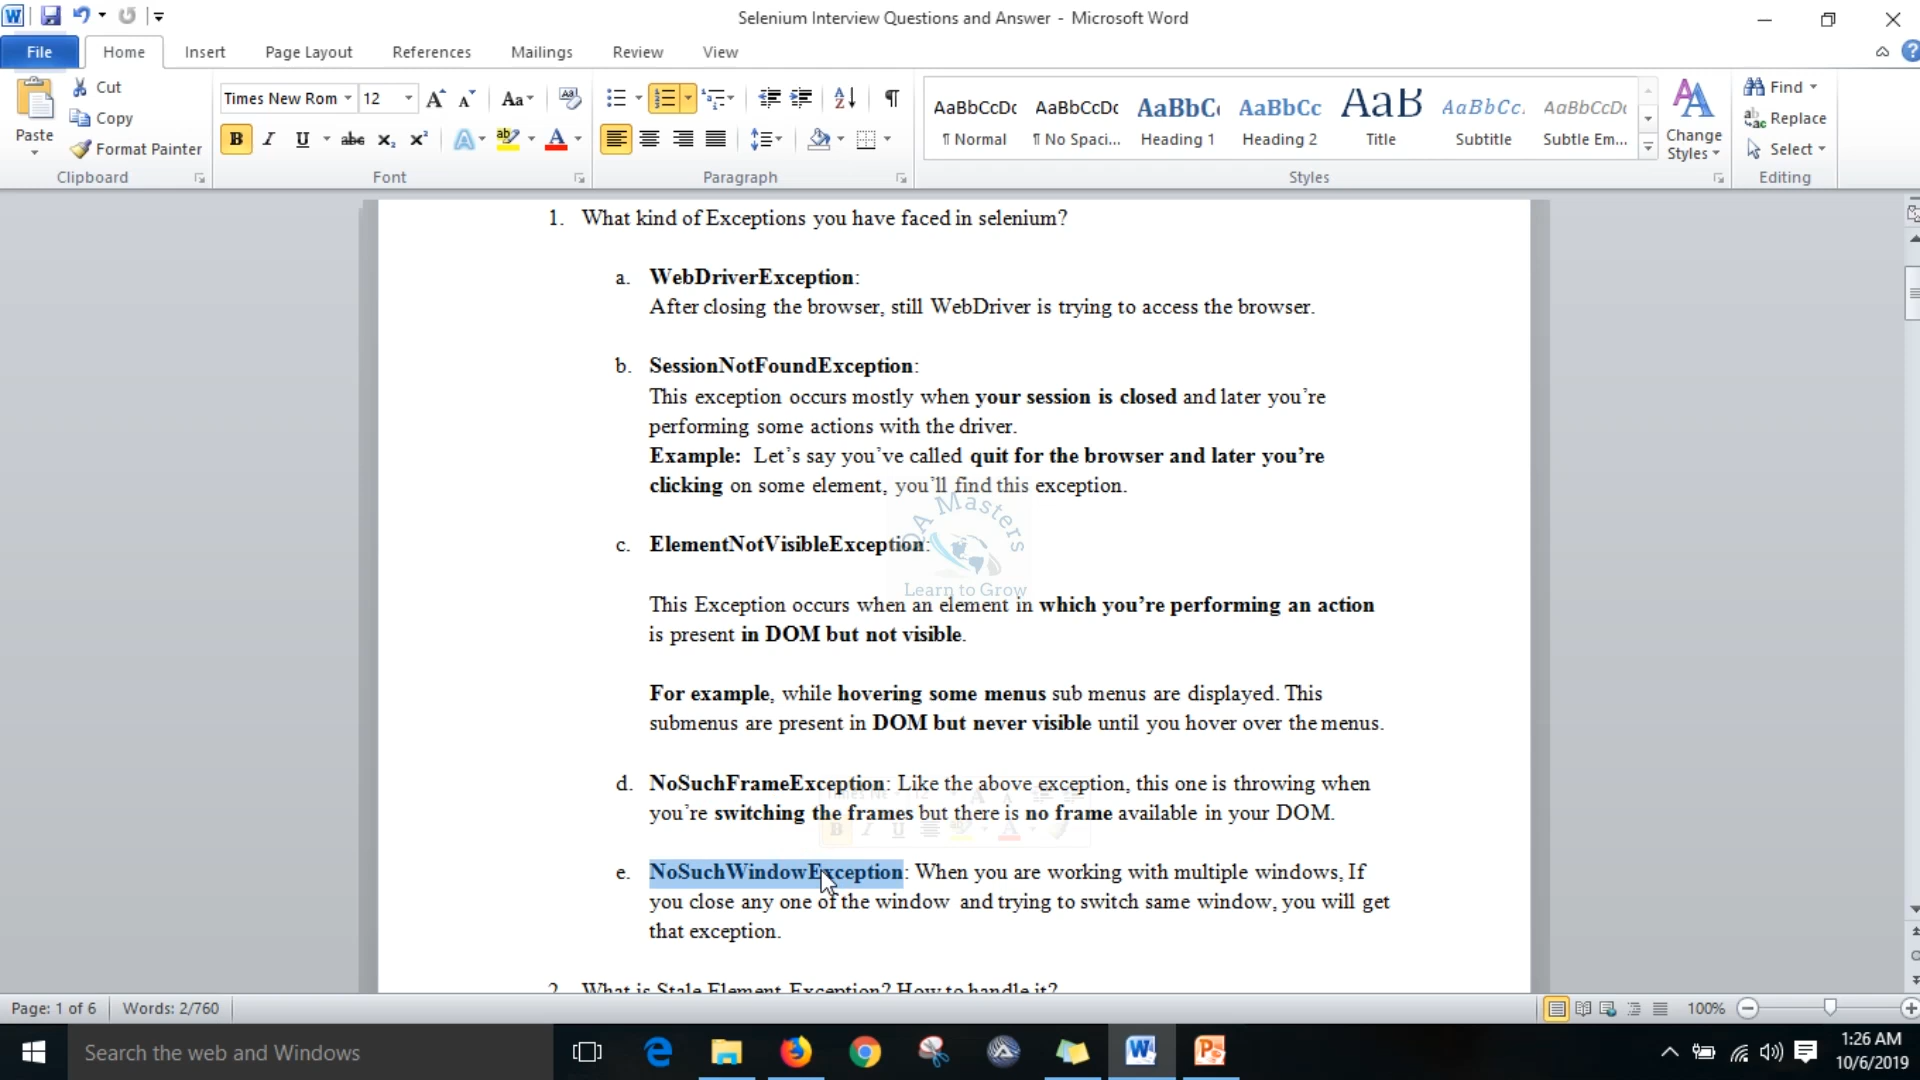 Selenium Interview Questions and Answer - Microsoft Word
File Home Insert Page Layout References Mailings Review View
Paste
Cut
Copy
Format Painter
Clipboard
Times New Rom 12
Font
Paragraph
AaBbCcDc AaBbCcDc AaBbC AaBbCc AaB AaBbCc. AaBbCcDc
¶ Normal ¶ No Spaci... Heading 1 Heading 2 Title Subtitle Subtle Em...
Styles
Change Styles
Find
Replace
Select
Editing
1. What kind of Exceptions you have faced in selenium?
a. WebDriverException:
After closing the browser, still WebDriver is trying to access the browser.
b. SessionNotFoundException:
This exception occurs mostly when your session is closed and later you're
performing some actions with the driver.
Example: Let's say you've called quit for the browser and later you're
clicking on some element, you'll find this exception.
QA Masters
c. ElementNotVisibleException:
Learn to Grow
This Exception occurs when an element in which you're performing an action
is present in DOM but not visible.
For example, while hovering some menus sub menus are displayed. This
submenus are present in DOM but never visible until you hover over the menus.
d. NoSuchFrameException: Like the above exception, this one is throwing when
you're switching the frames but there is no frame available in your DOM.
e. NoSuchWindowException: When you are working with multiple windows, If
you close any one of the window and trying to switch same window, you will get
that exception.
2. What is Stale Element Exception? How to handle it?
Page: 1 of 6 Words: 2/760 100%
Search the web and Windows
1:26 AM
10/6/2019